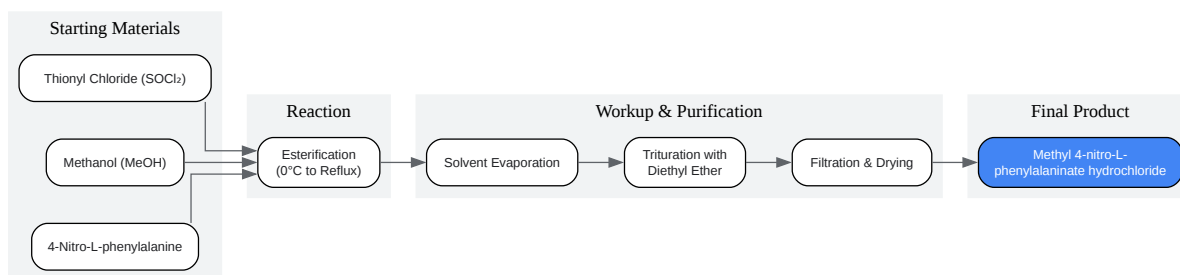 Starting Materials
Thionyl Chloride (SOCl₂)
Methanol (MeOH)
4-Nitro-L-phenylalanine
Reaction
Esterification
(0°C to Reflux)
Workup & Purification
Solvent Evaporation
Trituration with
Diethyl Ether
Filtration & Drying
Final Product
Methyl 4-nitro-L-
phenylalaninate hydrochloride